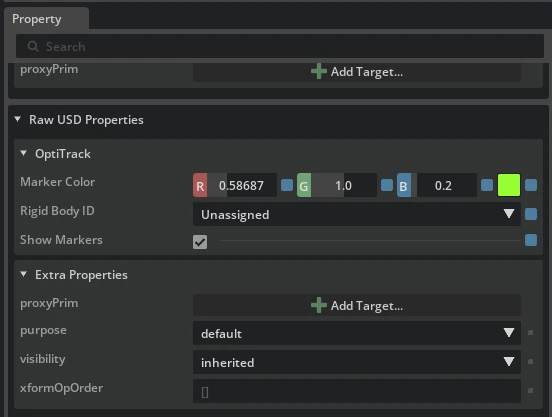 Property
Search
proxyPrim Add Target...
Raw USD Properties
OptiTrack
Marker Color R 0.58687 G 1.0 B 0.2
Rigid Body ID Unassigned
Show Markers
Extra Properties
proxyPrim Add Target...
purpose default
visibility inherited
xformOpOrder []